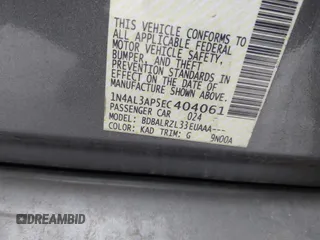 THIS VEHICLE CONFORMS TO
ALL APPLICABLE FEDERAL
MOTOR VEHICLE SAFETY,
BUMPER, AND THEFT
PREVENTION STANDARDS
IN EFFECT ON THE DATE OF
MANUFACTURE SHOWN ABOVE.
1N4AL3AP5EC404061
PASSENGER CAR 024
MODEL: BDBALRZL33EUAAA---
COLOR: KAD TRIM: G 9N00A
DREAMBID